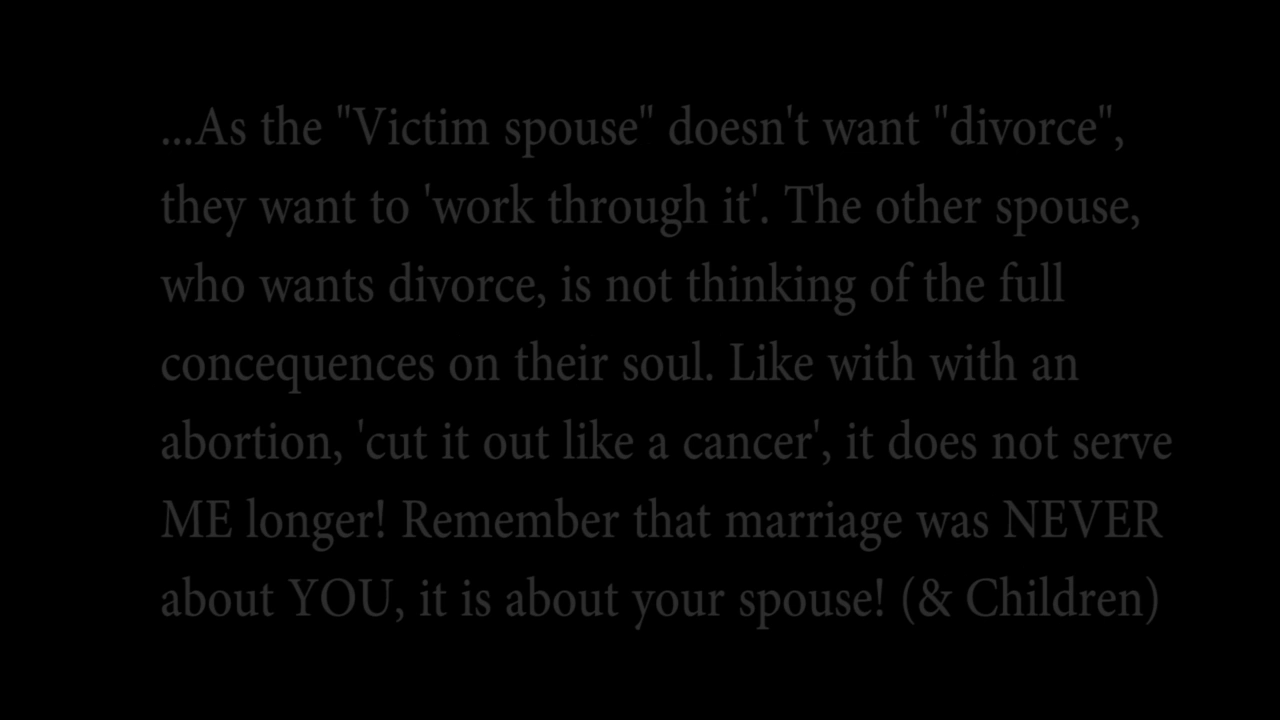 ...As the "Victim spouse" doesn't want "divorce",
they want to 'work through it'. The other spouse,
who wants divorce, is not thinking of the full
concequences on their soul. Like with with an
abortion, 'cut it out like a cancer', it does not serve
ME longer! Remember that marriage was NEVER
about YOU, it is about your spouse! (& Children)